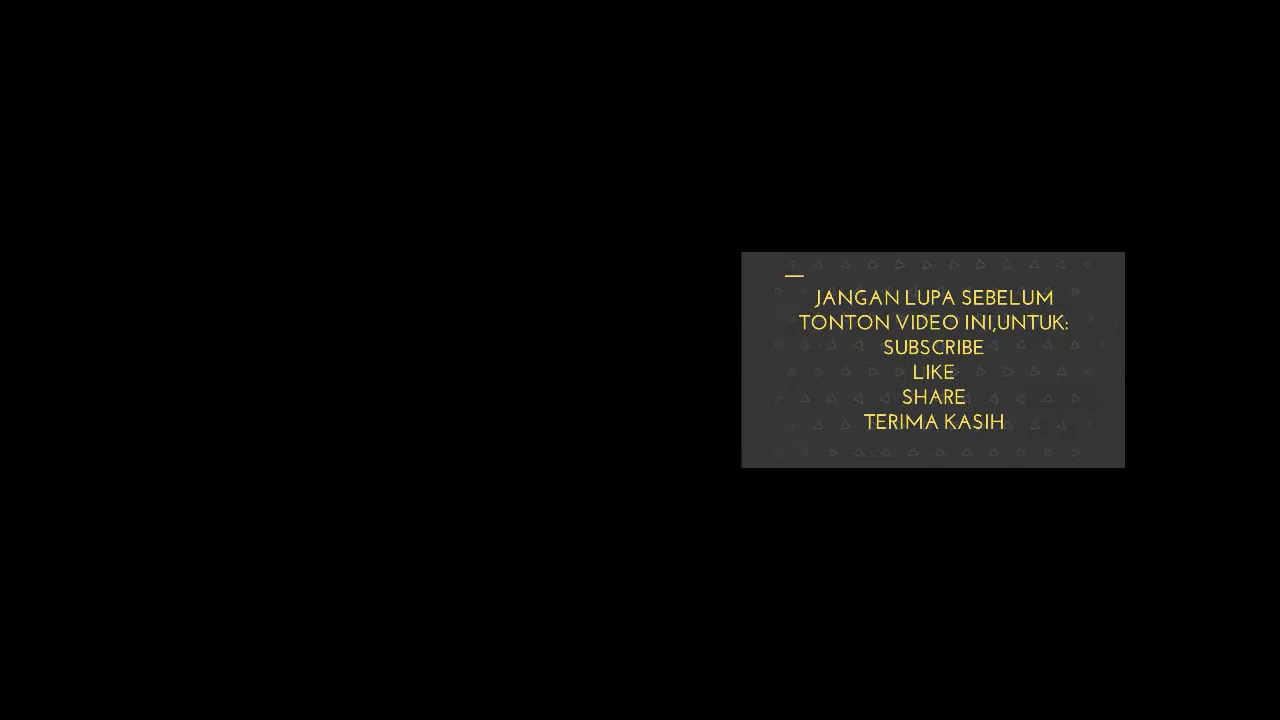 JANGAN LUPA SEBELUM
TONTON VIDEO INI,UNTUK:
SUBSCRIBE
LIKE
SHARE
TERIMA KASIH